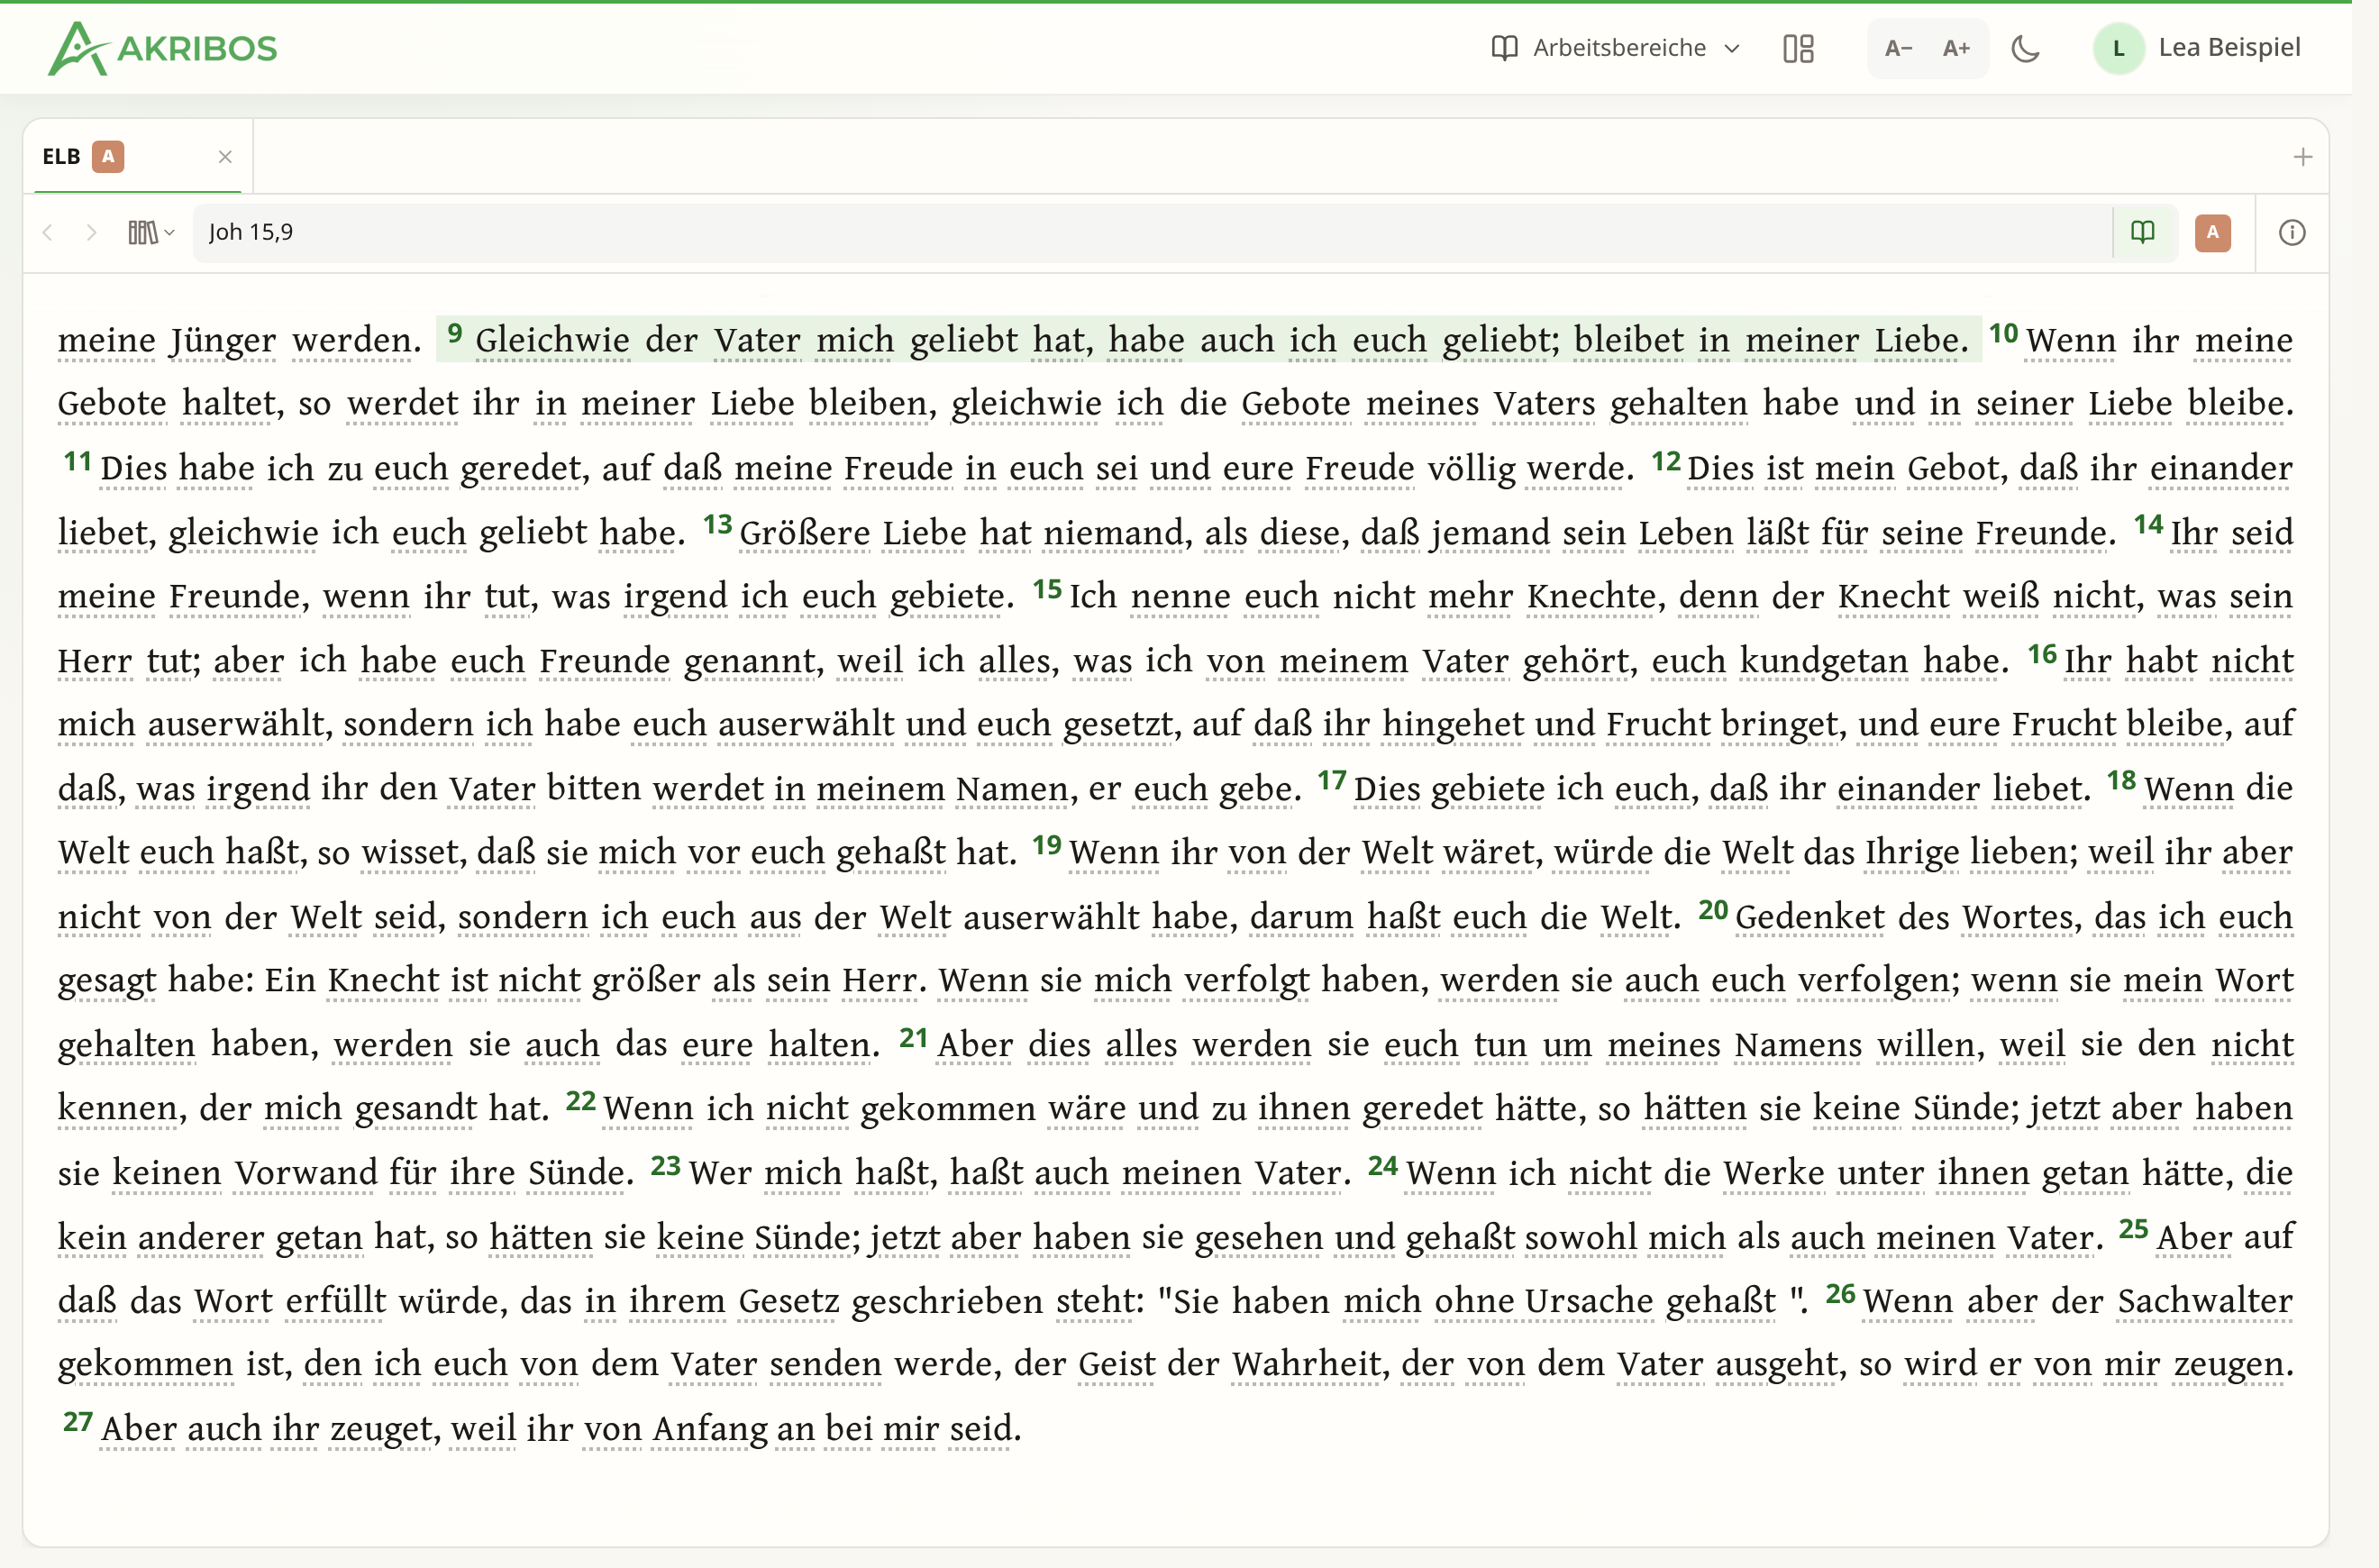 AKRIBOS
Arbeitsbereiche
A− A+
L Lea Beispiel
ELB A
Joh 15,9
A
meine Jünger werden. 9 Gleichwie der Vater mich geliebt hat, habe auch ich euch geliebt; bleibet in meiner Liebe. 10 Wenn ihr meine
Gebote haltet, so werdet ihr in meiner Liebe bleiben, gleichwie ich die Gebote meines Vaters gehalten habe und in seiner Liebe bleibe.
11 Dies habe ich zu euch geredet, auf daß meine Freude in euch sei und eure Freude völlig werde. 12 Dies ist mein Gebot, daß ihr einander
liebet, gleichwie ich euch geliebt habe. 13 Größere Liebe hat niemand, als diese, daß jemand sein Leben läßt für seine Freunde. 14 Ihr seid
meine Freunde, wenn ihr tut, was irgend ich euch gebiete. 15 Ich nenne euch nicht mehr Knechte, denn der Knecht weiß nicht, was sein
Herr tut; aber ich habe euch Freunde genannt, weil ich alles, was ich von meinem Vater gehört, euch kundgetan habe. 16 Ihr habt nicht
mich auserwählt, sondern ich habe euch auserwählt und euch gesetzt, auf daß ihr hingehet und Frucht bringet, und eure Frucht bleibe, auf
daß, was irgend ihr den Vater bitten werdet in meinem Namen, er euch gebe. 17 Dies gebiete ich euch, daß ihr einander liebet. 18 Wenn die
Welt euch haßt, so wisset, daß sie mich vor euch gehaßt hat. 19 Wenn ihr von der Welt wäret, würde die Welt das Ihrige lieben; weil ihr aber
nicht von der Welt seid, sondern ich euch aus der Welt auserwählt habe, darum haßt euch die Welt. 20 Gedenket des Wortes, das ich euch
gesagt habe: Ein Knecht ist nicht größer als sein Herr. Wenn sie mich verfolgt haben, werden sie auch euch verfolgen; wenn sie mein Wort
gehalten haben, werden sie auch das eure halten. 21 Aber dies alles werden sie euch tun um meines Namens willen, weil sie den nicht
kennen, der mich gesandt hat. 22 Wenn ich nicht gekommen wäre und zu ihnen geredet hätte, so hätten sie keine Sünde; jetzt aber haben
sie keinen Vorwand für ihre Sünde. 23 Wer mich haßt, haßt auch meinen Vater. 24 Wenn ich nicht die Werke unter ihnen getan hätte, die
kein anderer getan hat, so hätten sie keine Sünde; jetzt aber haben sie gesehen und gehaßt sowohl mich als auch meinen Vater. 25 Aber auf
daß das Wort erfüllt würde, das in ihrem Gesetz geschrieben steht: "Sie haben mich ohne Ursache gehaßt ". 26 Wenn aber der Sachwalter
gekommen ist, den ich euch von dem Vater senden werde, der Geist der Wahrheit, der von dem Vater ausgeht, so wird er von mir zeugen.
27 Aber auch ihr zeuget, weil ihr von Anfang an bei mir seid.